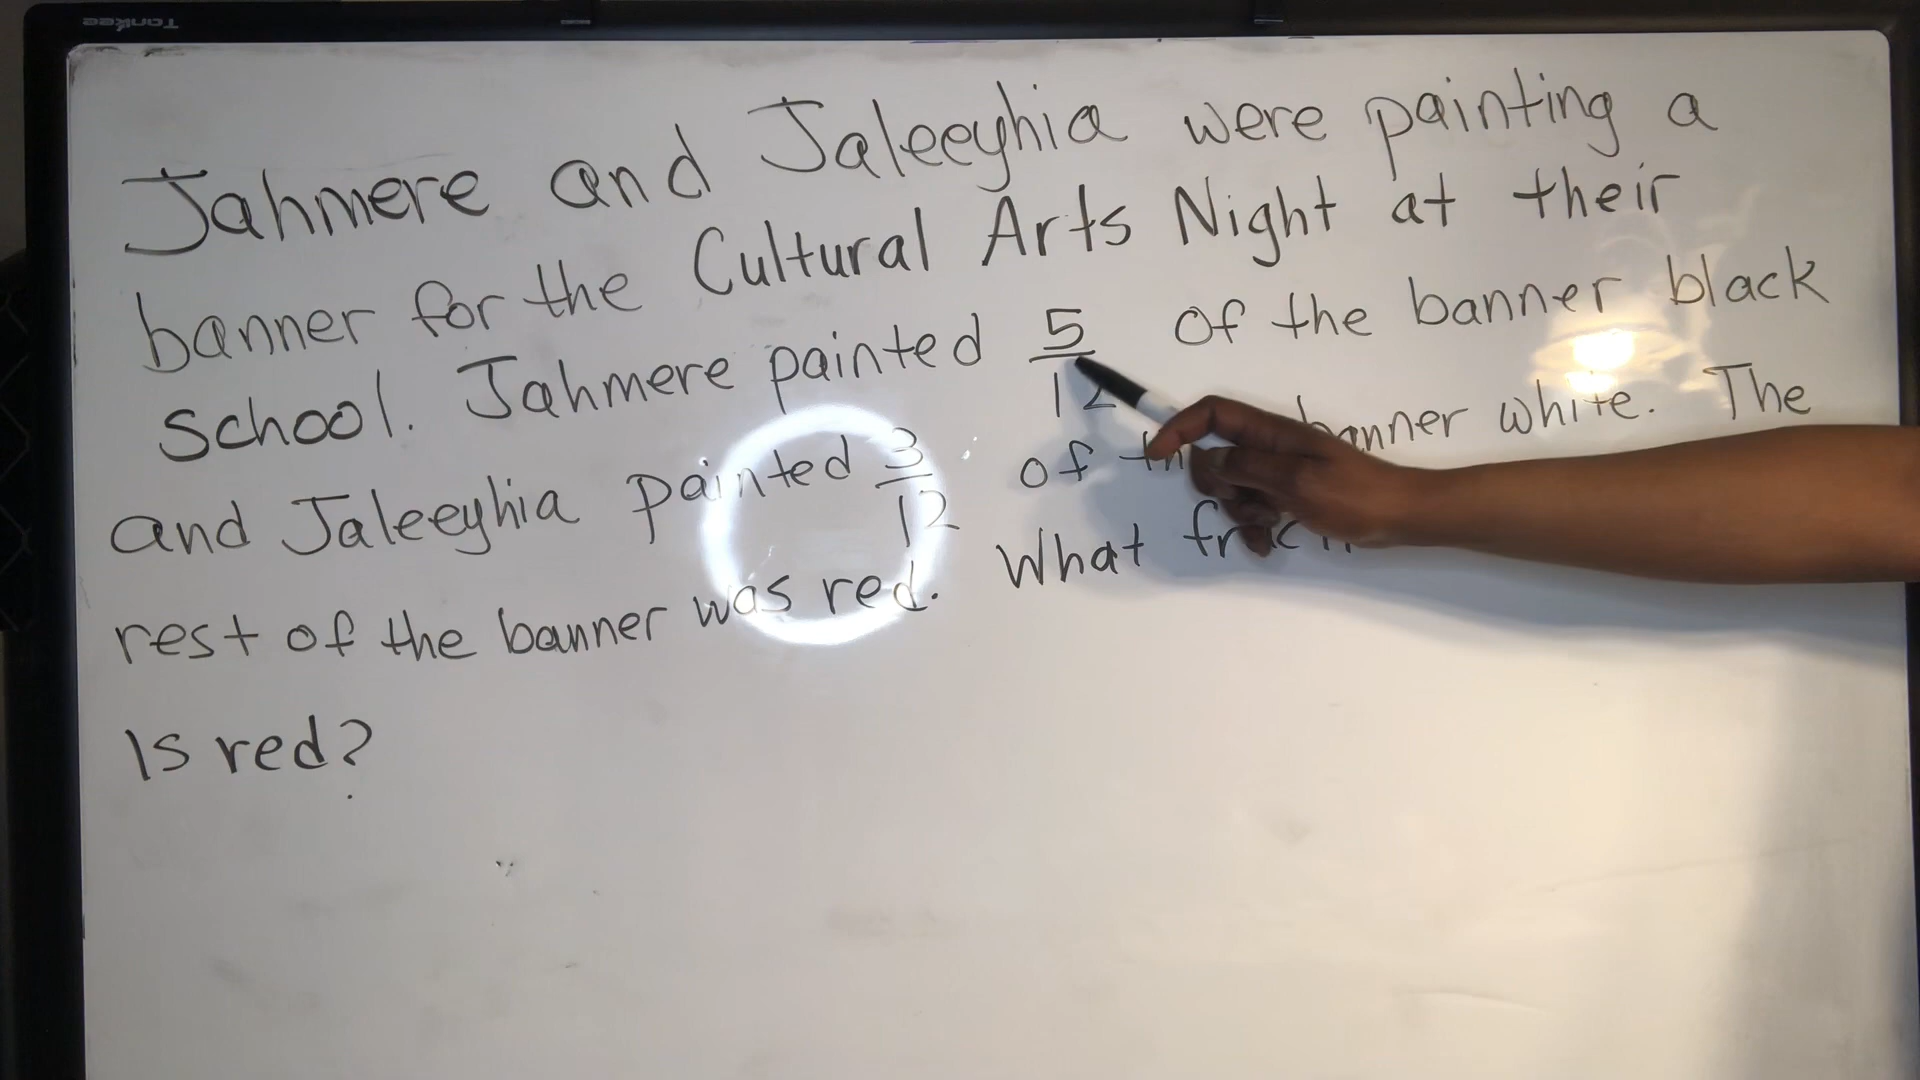 Tankee
Jahmere and Jaleeyhia were painting a
banner for the Cultural Arts Night at their
School. Jahmere painted 5/12 of the banner black
and Jaleeyhia painted 3/12 of banner white. The
rest of the banner was red. What
Is red?